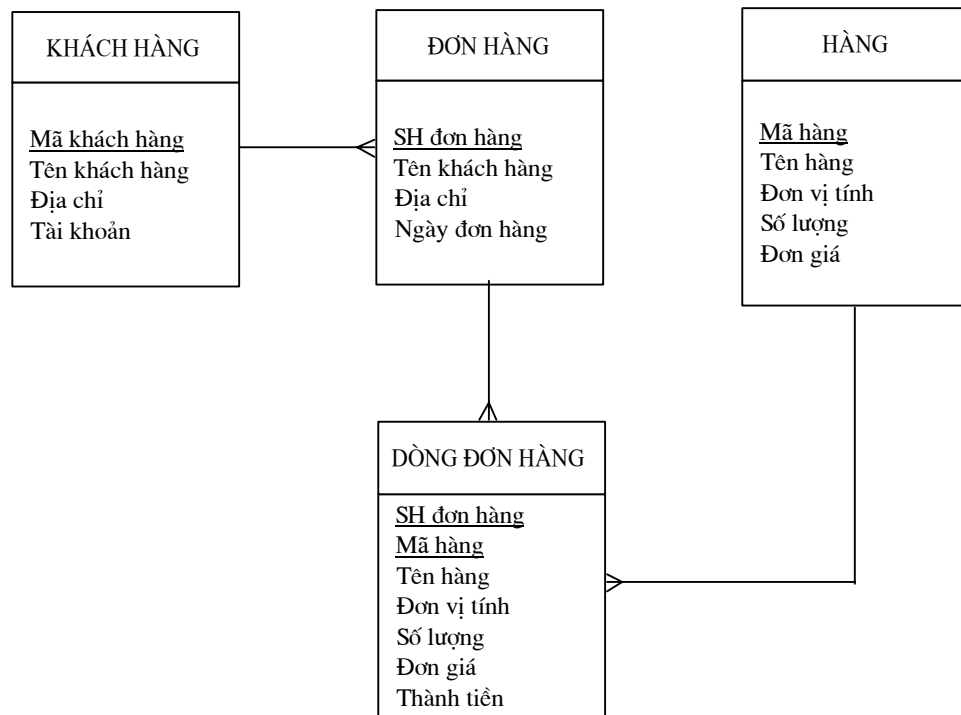 KHÁCH HÀNG
Mã khách hàng
Tên khách hàng
Địa chỉ
Tài khoản
ĐƠN HÀNG
SH đơn hàng
Tên khách hàng
Địa chỉ
Ngày đơn hàng
HÀNG
Mã hàng
Tên hàng
Đơn vị tính
Số lượng
Đơn giá
DÒNG ĐƠN HÀNG
SH đơn hàng
Mã hàng
Tên hàng
Đơn vị tính
Số lượng
Đơn giá
Thành tiền